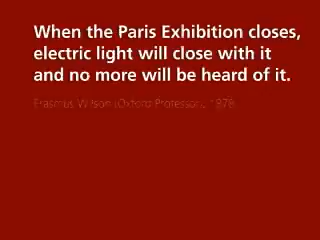 When the Paris Exhibition closes,
electric light will close with it
and no more will be heard of it.
Erasmus Wilson (Oxford Professor), 1878